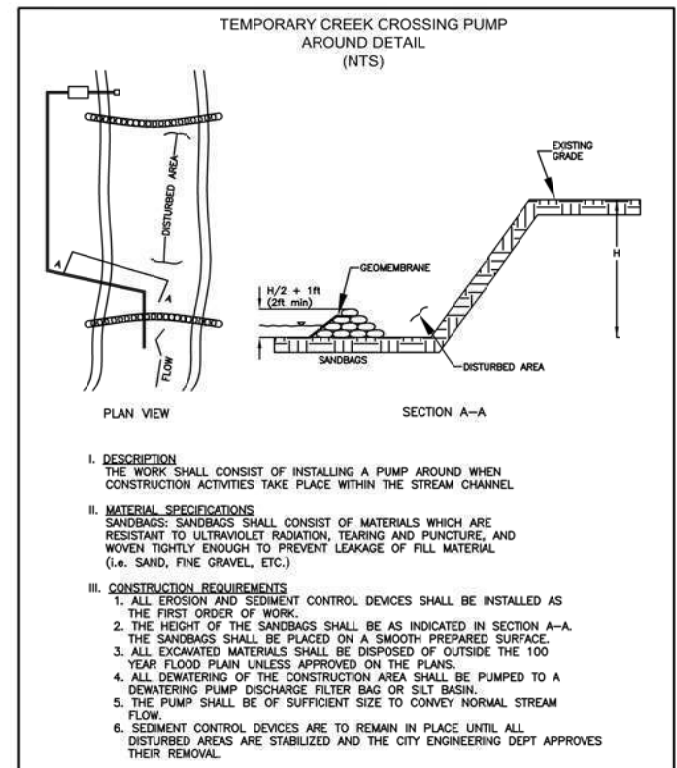 TEMPORARY CREEK CROSSING PUMP
AROUND DETAIL
(NTS)
DISTURBED AREA
A
A
FLOW
PLAN VIEW
EXISTING
GRADE
H
GEOMEMBRANE
H/2 + 1ft
(2ft min)
SANDBAGS
DISTURBED AREA
SECTION A–A
I. DESCRIPTION
THE WORK SHALL CONSIST OF INSTALLING A PUMP AROUND WHEN
CONSTRUCTION ACTIVITIES TAKE PLACE WITHIN THE STREAM CHANNEL
II. MATERIAL SPECIFICATIONS
SANDBAGS: SANDBAGS SHALL CONSIST OF MATERIALS WHICH ARE
RESISTANT TO ULTRAVIOLET RADIATION, TEARING AND PUNCTURE, AND
WOVEN TIGHTLY ENOUGH TO PREVENT LEAKAGE OF FILL MATERIAL
(i.e. SAND, FINE GRAVEL, ETC.)
III. CONSTRUCTION REQUIREMENTS
1. ALL EROSION AND SEDIMENT CONTROL DEVICES SHALL BE INSTALLED AS
THE FIRST ORDER OF WORK.
2. THE HEIGHT OF THE SANDBAGS SHALL BE AS INDICATED IN SECTION A–A.
THE SANDBAGS SHALL BE PLACED ON A SMOOTH PREPARED SURFACE.
3. ALL EXCAVATED MATERIALS SHALL BE DISPOSED OF OUTSIDE THE 100
YEAR FLOOD PLAIN UNLESS APPROVED ON THE PLANS.
4. ALL DEWATERING OF THE CONSTRUCTION AREA SHALL BE PUMPED TO A
DEWATERING PUMP DISCHARGE FILTER BAG OR SILT BASIN.
5. THE PUMP SHALL BE OF SUFFICIENT SIZE TO CONVEY NORMAL STREAM
FLOW.
6. SEDIMENT CONTROL DEVICES ARE TO REMAIN IN PLACE UNTIL ALL
DISTURBED AREAS ARE STABILIZED AND THE CITY ENGINEERING DEPT APPROVES
THEIR REMOVAL.